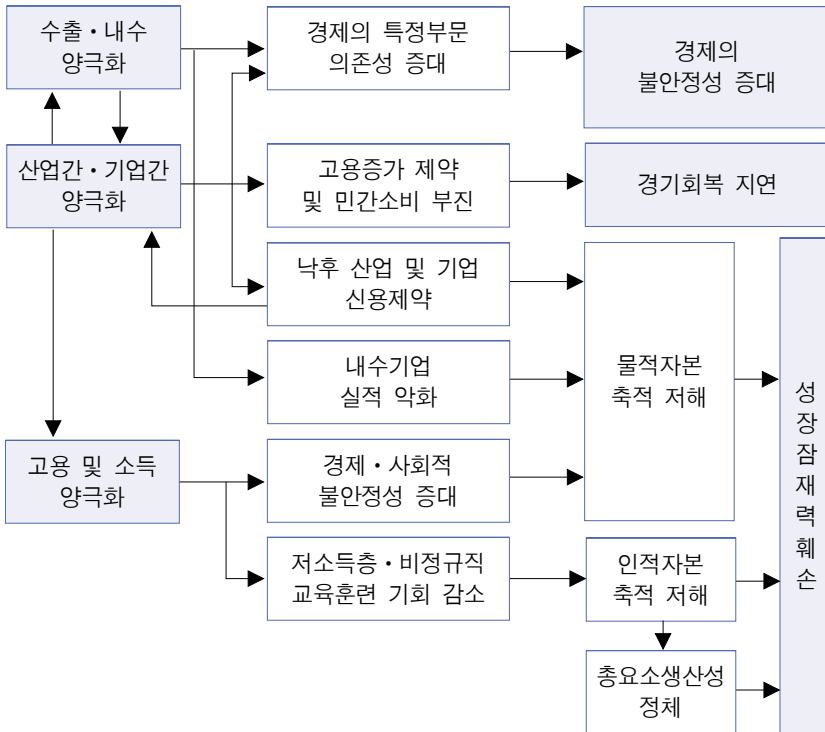 수출·내수
양극화
경제의 특정부문
의존성 증대
경제의
불안정성 증대
산업간·기업간
양극화
고용증가 제약
및 민간소비 부진
경기회복 지연
낙후 산업 및 기업
신용제약
내수기업
실적 악화
물적자본
축적 저해
성장잠재력훼손
고용 및 소득
양극화
경제·사회적
불안정성 증대
저소득층·비정규직
교육훈련 기회 감소
인적자본
축적 저해
총요소생산성
정체